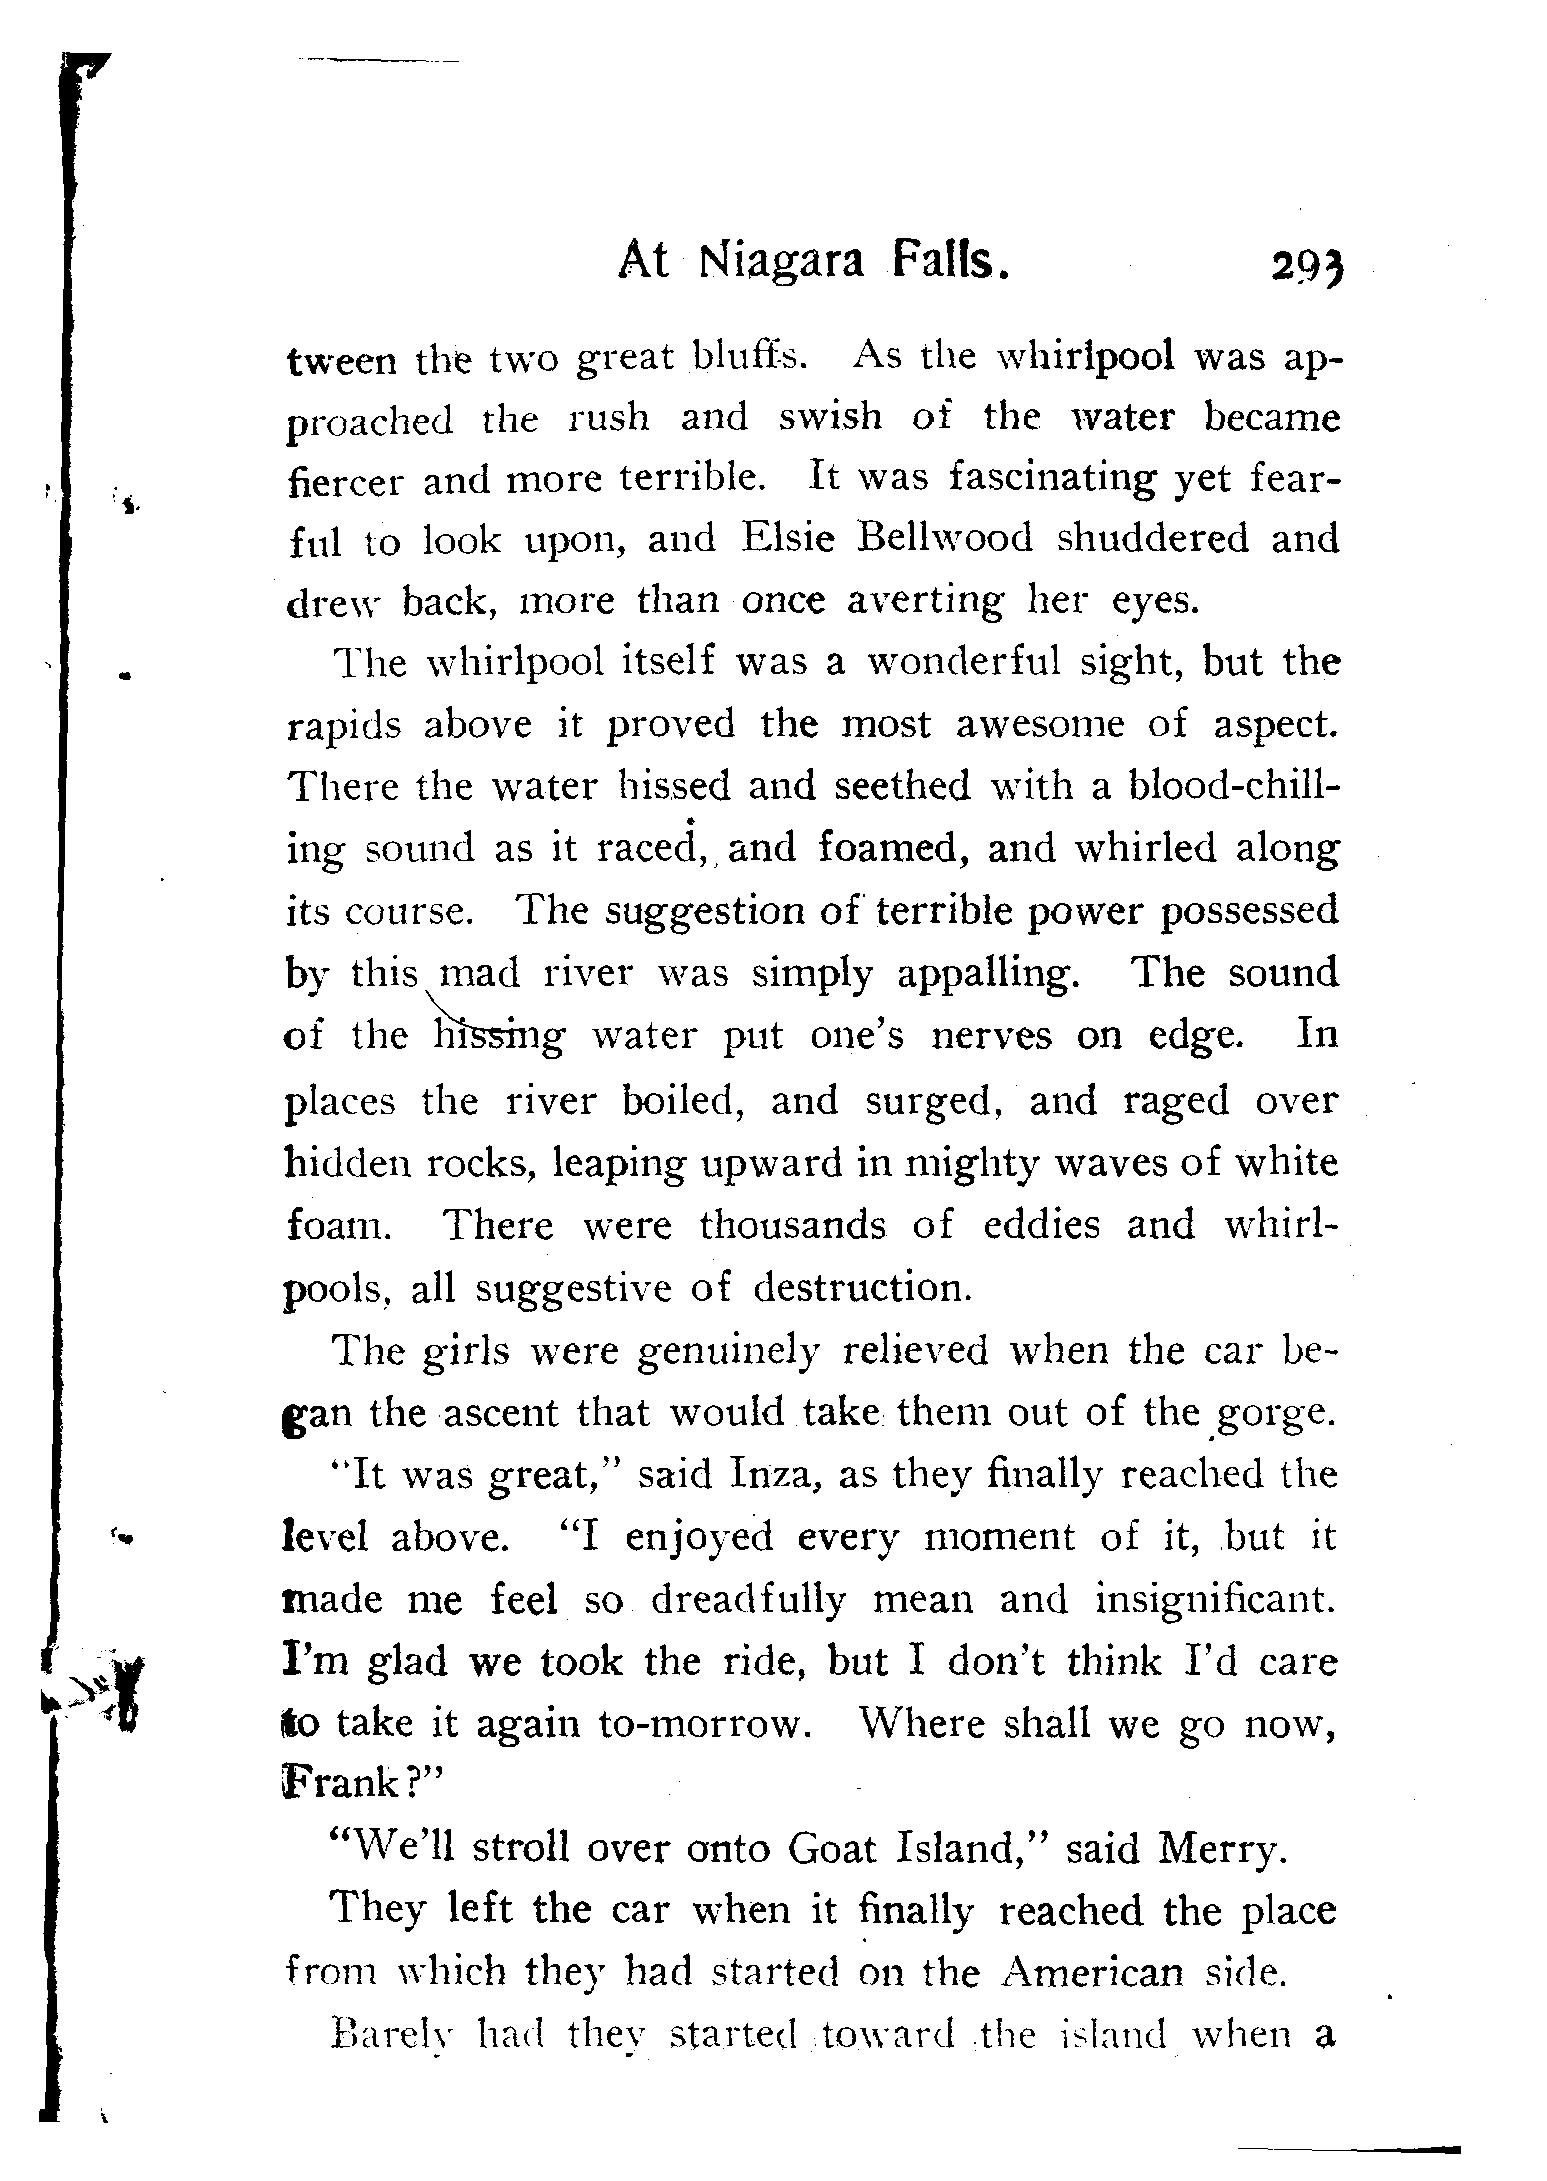 At Niagara Falls. 293
tween the two great bluffs. As the whirlpool was ap-
proached the rush and swish of the water became
fiercer and more terrible. It was fascinating yet fear-
ful to look upon, and Elsie Bellwood shuddered and
drew back, more than once averting her eyes.
The whirlpool itself was a wonderful sight, but the
rapids above it proved the most awesome of aspect.
There the water hissed and seethed with a blood-chill-
ing sound as it raced, and foamed, and whirled along
its course. The suggestion of terrible power possessed
by this mad river was simply appalling. The sound
of the hissing water put one's nerves on edge. In
places the river boiled, and surged, and raged over
hidden rocks, leaping upward in mighty waves of white
foam. There were thousands of eddies and whirl-
pools, all suggestive of destruction.
The girls were genuinely relieved when the car be-
gan the ascent that would take them out of the gorge.
"It was great," said Inza, as they finally reached the
level above. "I enjoyed every moment of it, but it
made me feel so dreadfully mean and insignificant.
I'm glad we took the ride, but I don't think I'd care
to take it again to-morrow. Where shall we go now,
Frank?"
"We'll stroll over onto Goat Island," said Merry.
They left the car when it finally reached the place
from which they had started on the American side.
Barely had they started toward the island when a